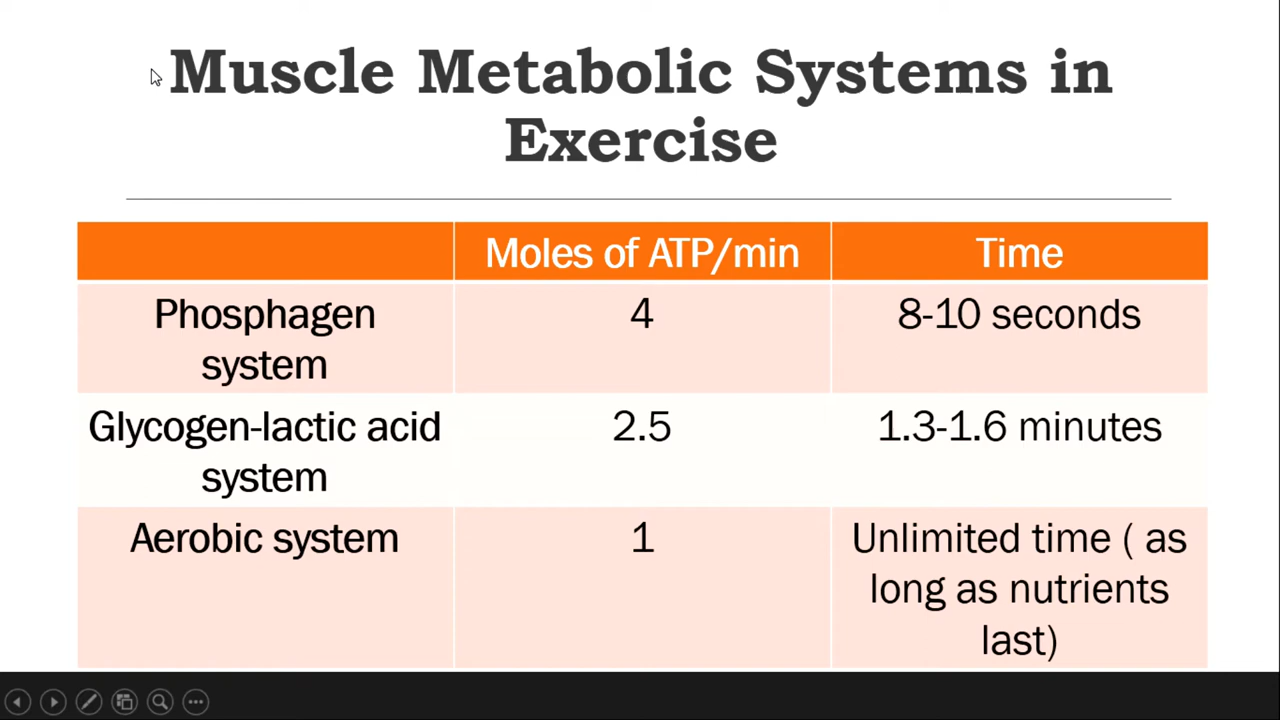 Muscle Metabolic Systems in
Exercise
Moles of ATP/min
Time
Phosphagen
system
4
8-10 seconds
Glycogen-lactic acid
system
2.5
1.3-1.6 minutes
Aerobic system
1
Unlimited time ( as
long as nutrients
last)